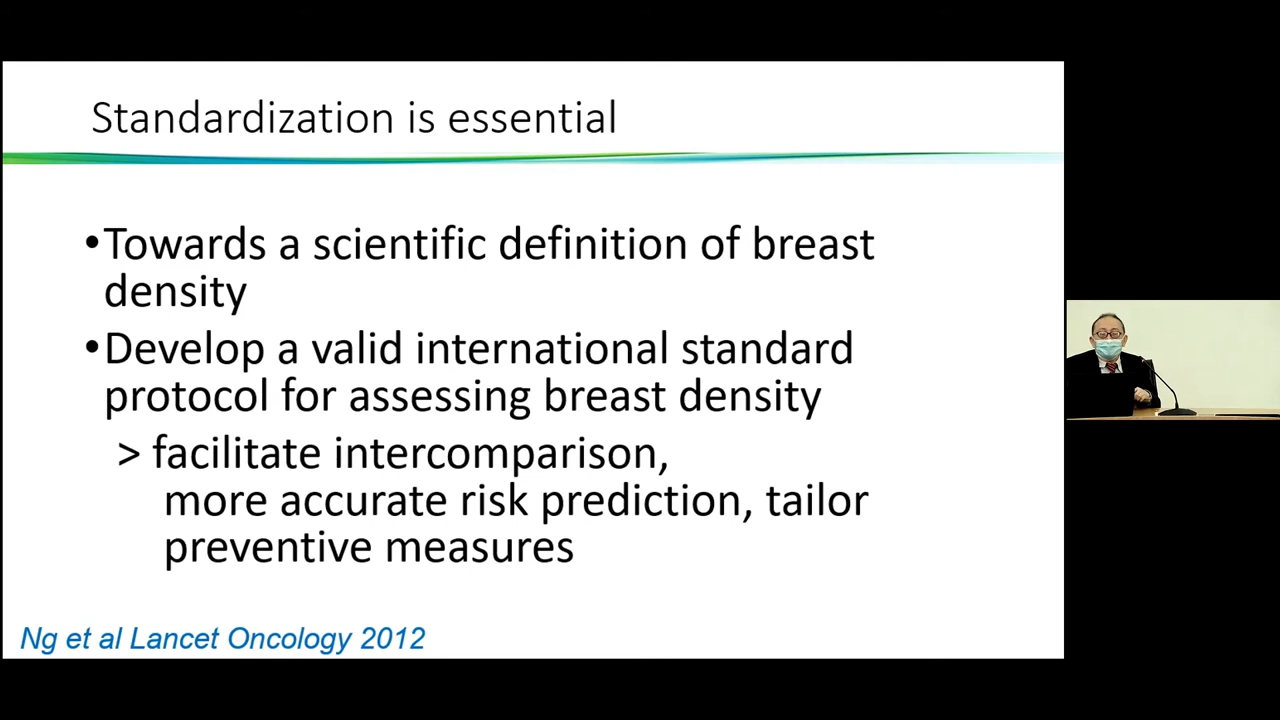 Standardization is essential
•Towards a scientific definition of breast
density
•Develop a valid international standard
protocol for assessing breast density
> facilitate intercomparison,
more accurate risk prediction, tailor
preventive measures
Ng et al Lancet Oncology 2012